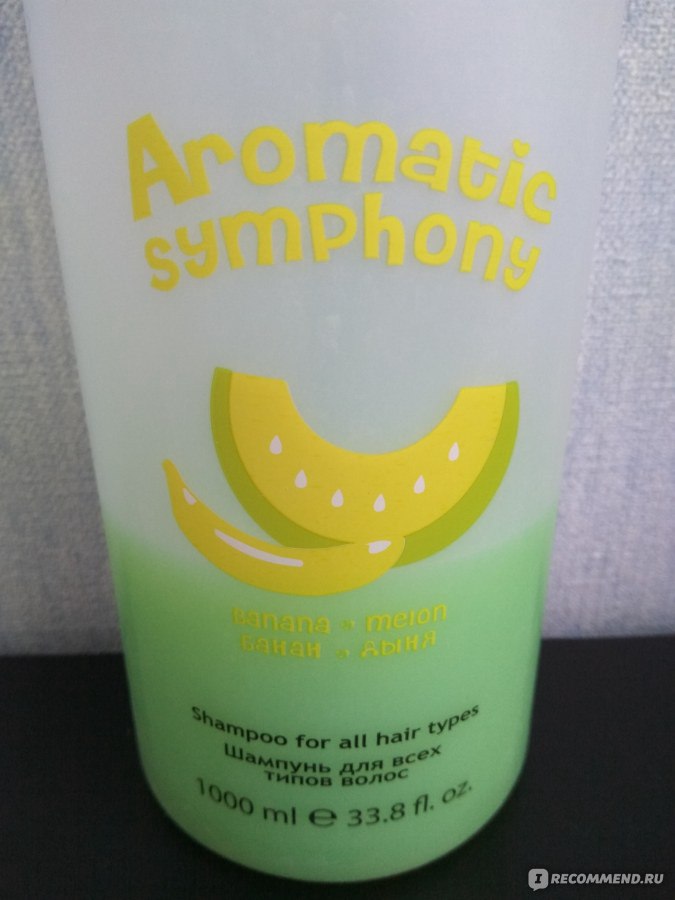 Aromatic
symphony
banana • melon
банан • дыня
Shampoo for all hair types
Шампунь для всех
типов волос
1000 ml ℮ 33.8 fl. oz.
IRECOMMEND.RU